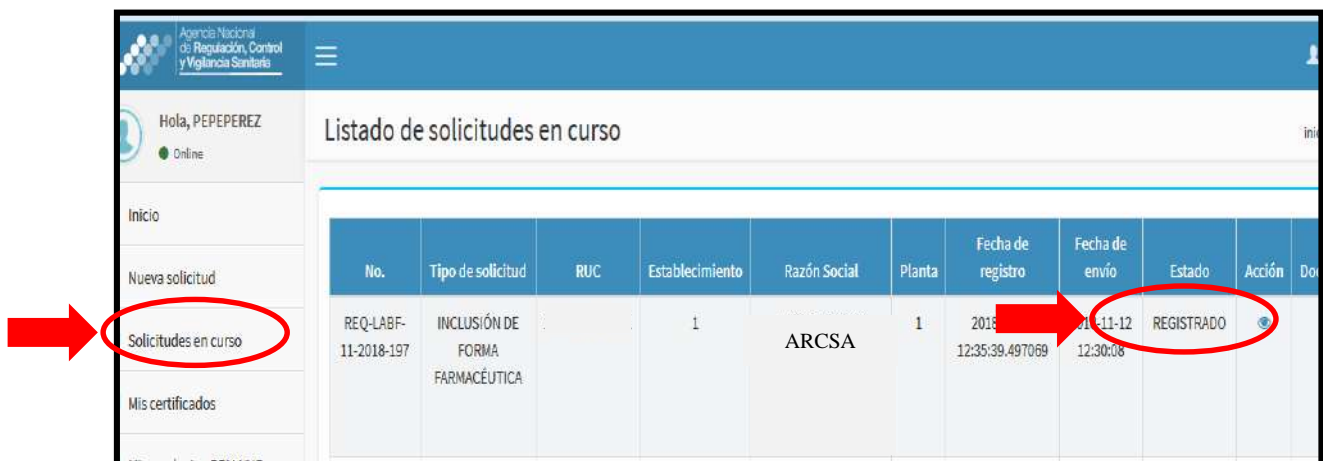 Agencia Nacional
de Regulación, Control
y Vigilancia Sanitaria
Hola, PEPEPEREZ
Online
Listado de solicitudes en curso
Inicio
Nueva solicitud
Solicitudes en curso
Mis certificados
No.
Tipo de solicitud
RUC
Establecimiento
Razón Social
Planta
Fecha de
registro
Fecha de
envío
Estado
Acción
REQ-LABF-
11-2018-197
INCLUSIÓN DE
FORMA
FARMACÉUTICA
1
ARCSA
1
2018
12:35:39.497069
-11-12
12:30:08
REGISTRADO